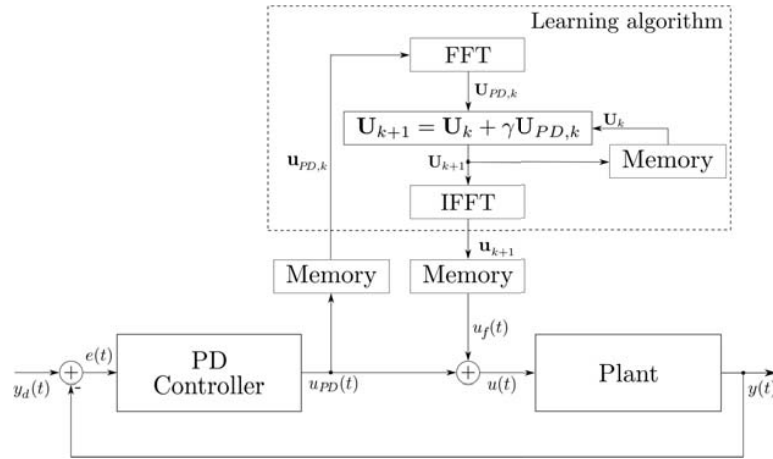 Learning algorithm
FFT
U_{PD,k}
U_{k+1} = U_k + γU_{PD,k}
U_k
u_{PD,k}
U_{k+1}
Memory
IFFT
u_{k+1}
Memory
Memory
u_f(t)
e(t)
PD
Controller
Plant
y_d(t)
-
u_{PD}(t)
u(t)
y(t)